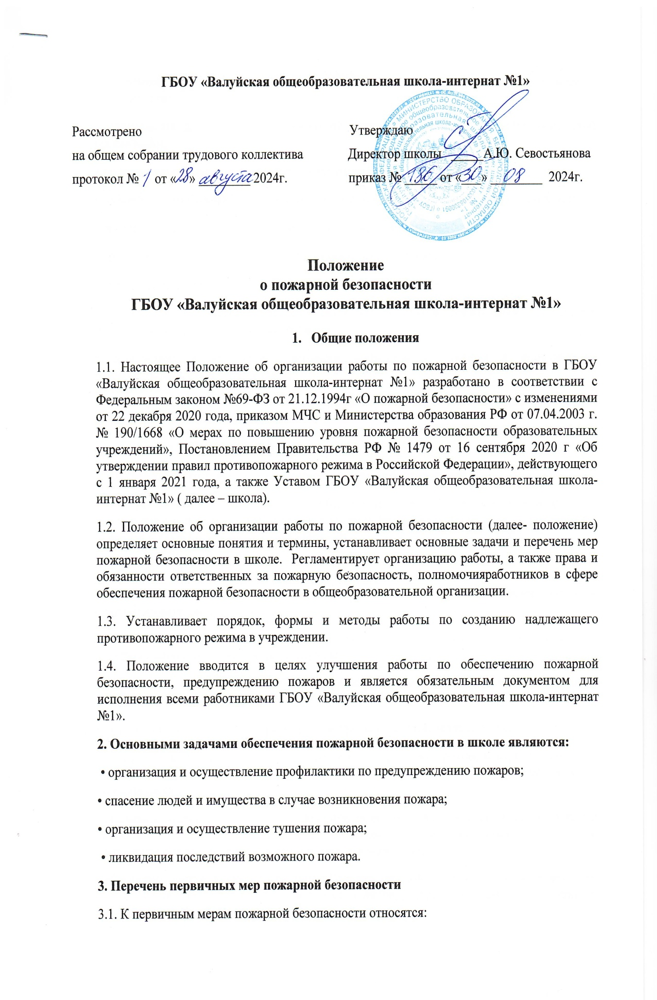 ГБОУ «Валуйская общеобразовательная школа-интернат №1»
Рассмотрено
на общем собрании трудового коллектива
протокол № 1 от «28» августа 2024г.
Утверждаю
Директор школы _____А.Ю. Севостьянова
приказ № 186 от «30» 08 2024г.
Положение
о пожарной безопасности
ГБОУ «Валуйская общеобразовательная школа-интернат №1»
1. Общие положения
1.1. Настоящее Положение об организации работы по пожарной безопасности в ГБОУ
«Валуйская общеобразовательная школа-интернат №1» разработано в соответствии с
Федеральным законом №69-ФЗ от 21.12.1994г «О пожарной безопасности» с изменениями
от 22 декабря 2020 года, приказом МЧС и Министерства образования РФ от 07.04.2003 г.
№ 190/1668 «О мерах по повышению уровня пожарной безопасности образовательных
учреждений», Постановлением Правительства РФ № 1479 от 16 сентября 2020 г «Об
утверждении правил противопожарного режима в Российской Федерации», действующего
с 1 января 2021 года, а также Уставом ГБОУ «Валуйская общеобразовательная школа-
интернат №1» ( далее – школа).
1.2. Положение об организации работы по пожарной безопасности (далее- положение)
определяет основные понятия и термины, устанавливает основные задачи и перечень мер
пожарной безопасности в школе. Регламентирует организацию работы, а также права и
обязанности ответственных за пожарную безопасность, полномочияработников в сфере
обеспечения пожарной безопасности в общеобразовательной организации.
1.3. Устанавливает порядок, формы и методы работы по созданию надлежащего
противопожарного режима в учреждении.
1.4. Положение вводится в целях улучшения работы по обеспечению пожарной
безопасности, предупреждению пожаров и является обязательным документом для
исполнения всеми работниками ГБОУ «Валуйская общеобразовательная школа-интернат
№1».
2. Основными задачами обеспечения пожарной безопасности в школе являются:
• организация и осуществление профилактики по предупреждению пожаров;
• спасение людей и имущества в случае возникновения пожара;
• организация и осуществление тушения пожара;
• ликвидация последствий возможного пожара.
3. Перечень первичных мер пожарной безопасности
3.1. К первичным мерам пожарной безопасности относятся: